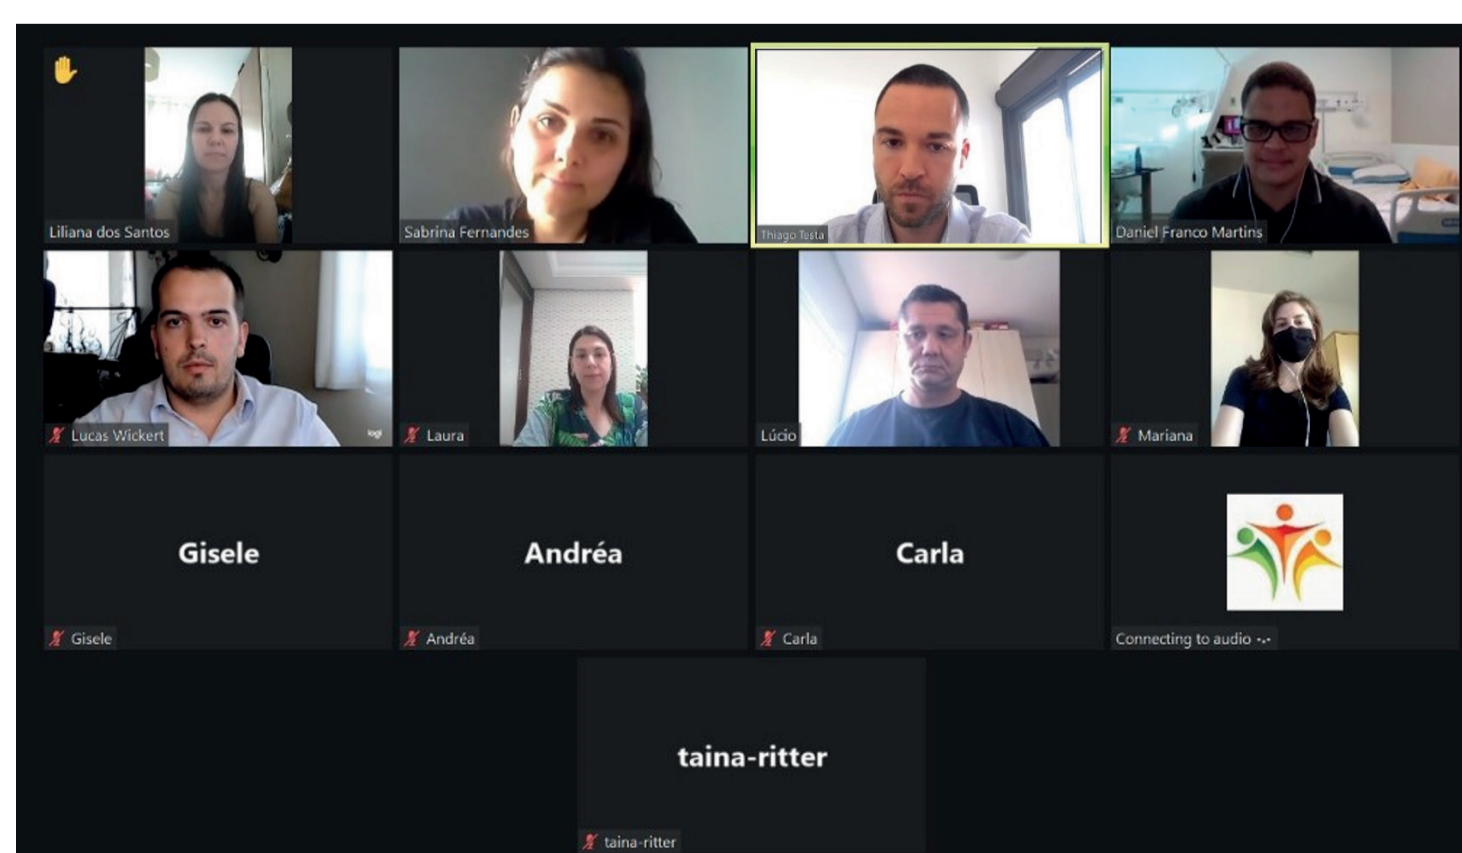 Liliana dos Santos
Sabrina Fernandes
Thiago Testa
Daniel Franco Martins
Lucas Wickert
logi
Laura
Lúcio
Mariana
Gisele
Andréa
Carla
Gisele
Andréa
Carla
Connecting to audio
taina-ritter
taina-ritter